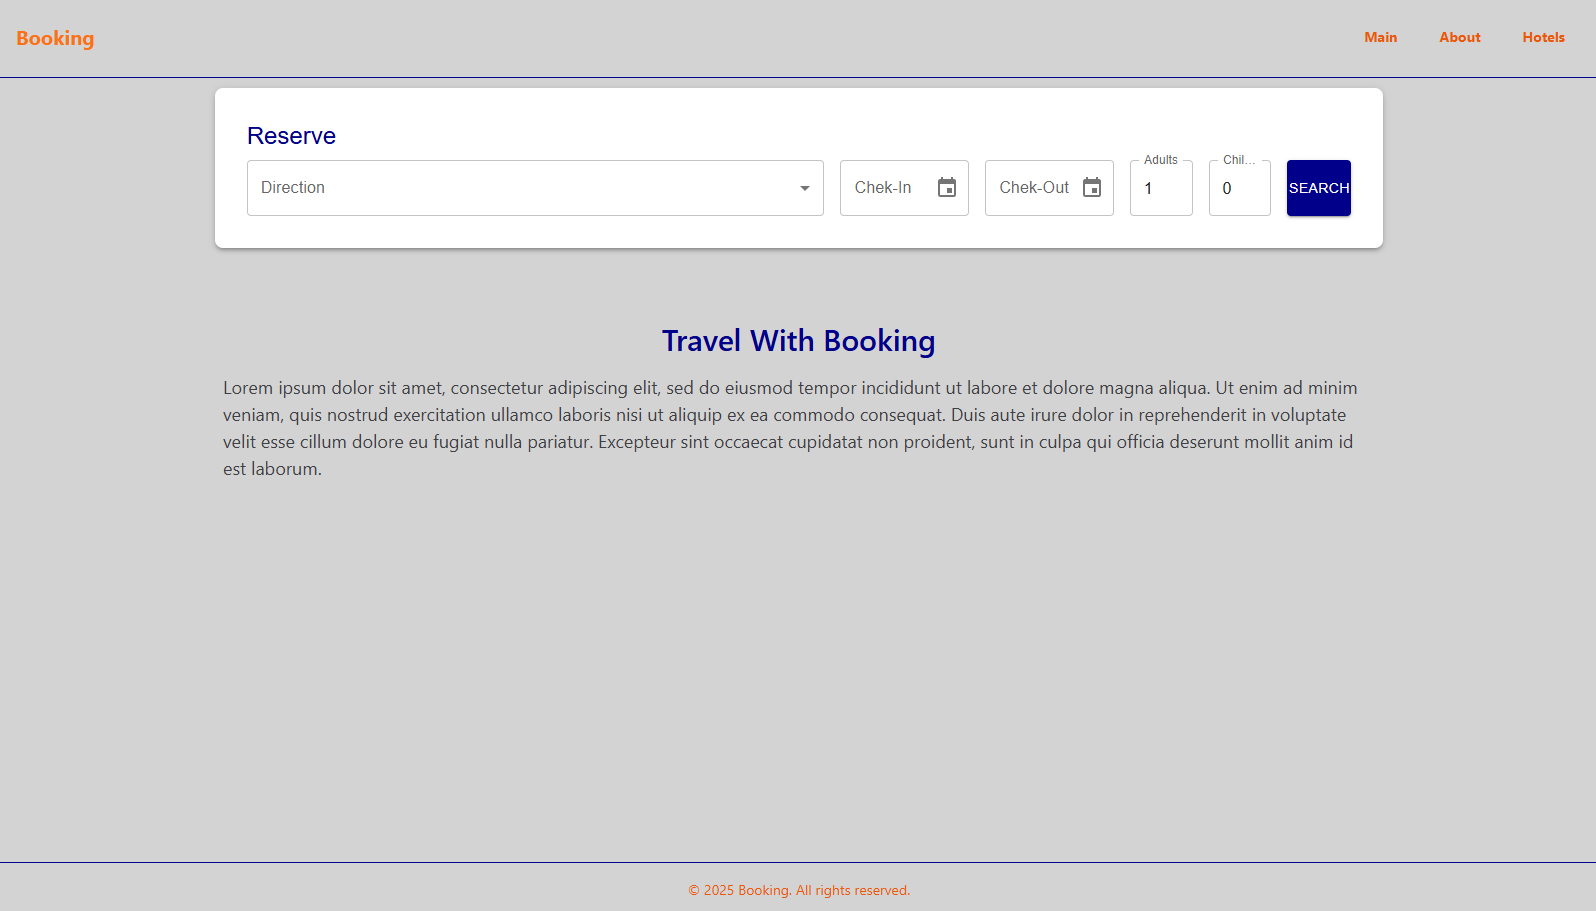 Booking
Main About Hotels
Reserve
Direction
Chek-In
Chek-Out
Adults
1
Chil...
0
SEARCH
Travel With Booking
Lorem ipsum dolor sit amet, consectetur adipiscing elit, sed do eiusmod tempor incididunt ut labore et dolore magna aliqua. Ut enim ad minim
veniam, quis nostrud exercitation ullamco laboris nisi ut aliquip ex ea commodo consequat. Duis aute irure dolor in reprehenderit in voluptate
velit esse cillum dolore eu fugiat nulla pariatur. Excepteur sint occaecat cupidatat non proident, sunt in culpa qui officia deserunt mollit anim id
est laborum.
© 2025 Booking. All rights reserved.